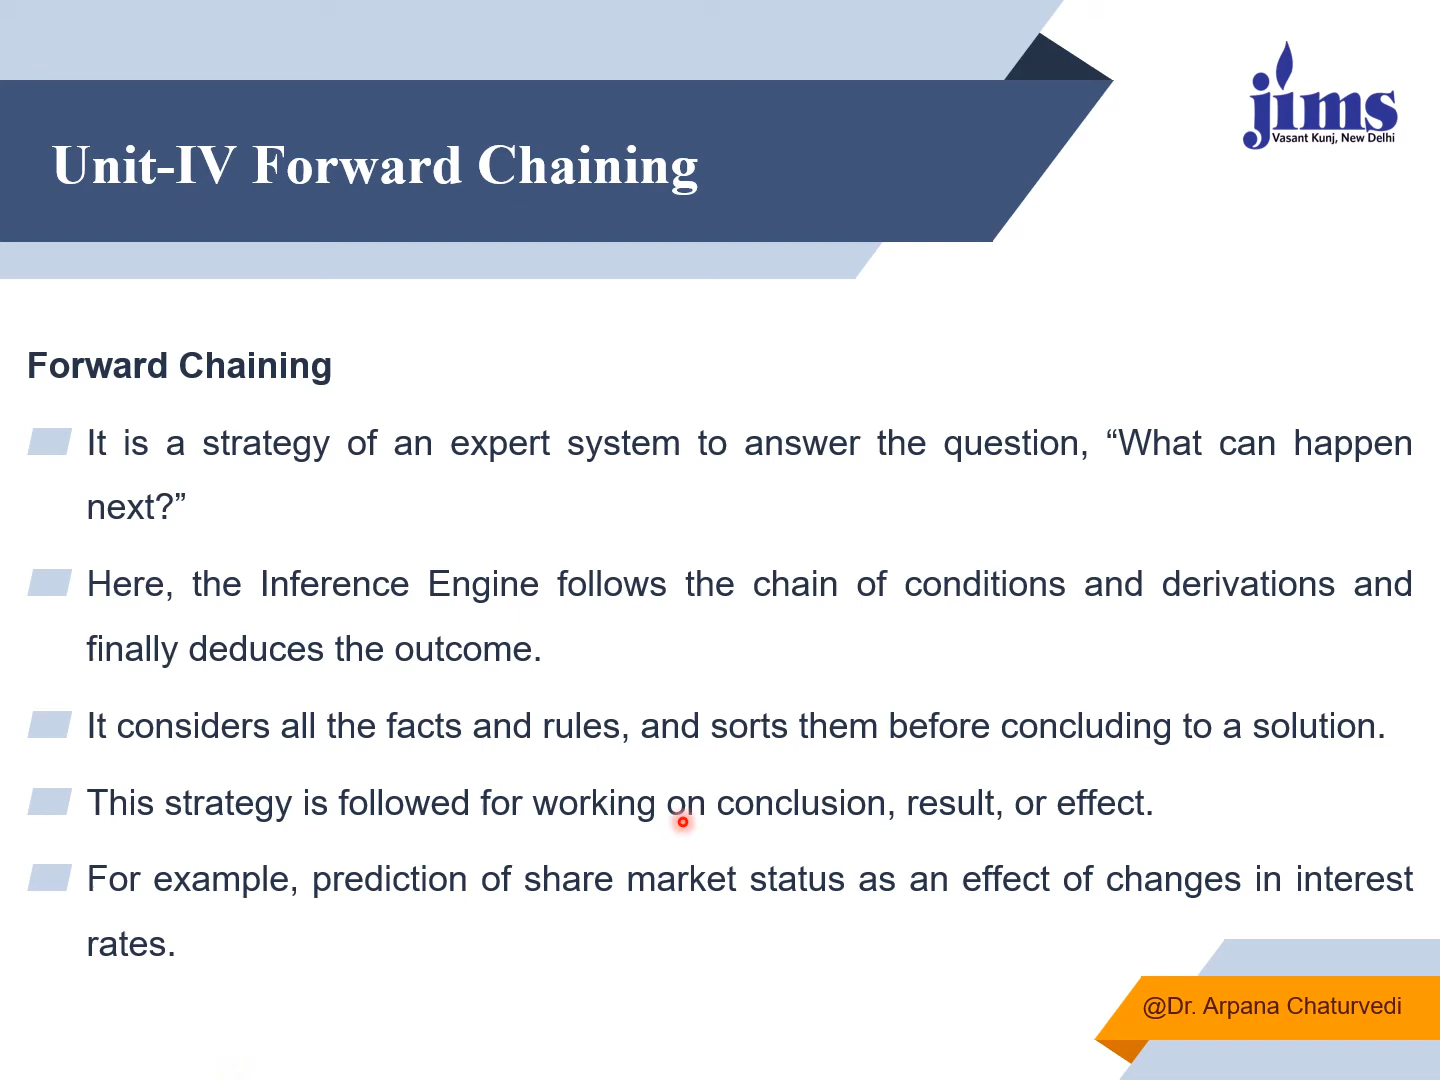 jims
Vasant Kunj, New Delhi
Unit-IV Forward Chaining
Forward Chaining
It is a strategy of an expert system to answer the question, “What can happen
next?”
Here, the Inference Engine follows the chain of conditions and derivations and
finally deduces the outcome.
It considers all the facts and rules, and sorts them before concluding to a solution.
This strategy is followed for working on conclusion, result, or effect.
For example, prediction of share market status as an effect of changes in interest
rates.
@Dr. Arpana Chaturvedi